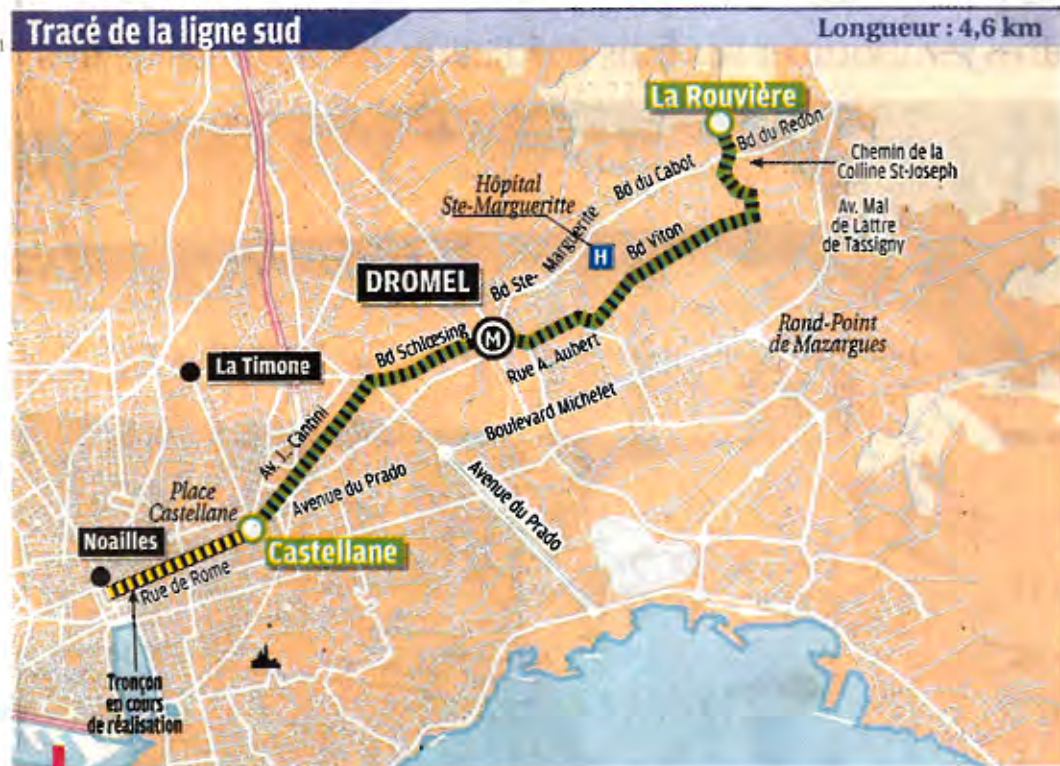 Tracé de la ligne sud
Longueur : 4,6 km
La Rouvière
Bd du Redon
Chemin de la
Colline St-Joseph
Av. Mal
de Lattre
de Tassigny
Bd du Cabot
Hôpital
Ste-Margueritte
H
Bd Viton
Bd Ste- Marguerite
DROMEL
M
Bd Schlœsing
Rue A. Aubert
Rond-Point
de Mazargues
La Timone
Boulevard Michelet
Av. J. Cantini
Avenue du Prado
Avenue du Prado
Place
Castellane
Castellane
Noailles
Rue de Rome
Tronçon
en cours
de réalisation